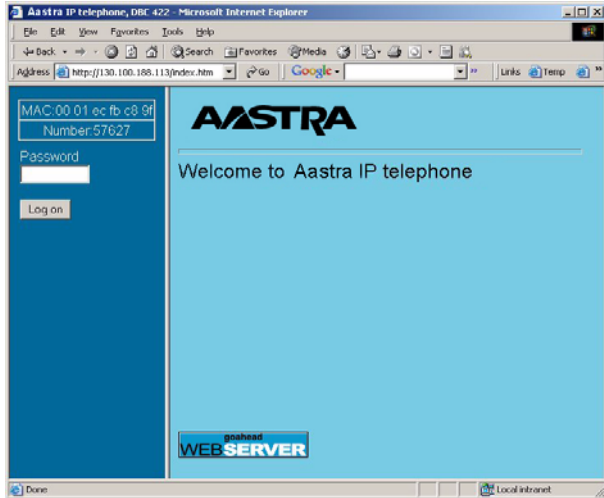 Aastra IP telephone, DBC 422 - Microsoft Internet Explorer
File Edit View Favorites Tools Help
Back Search Favorites Media
Address http://130.100.188.113/index.htm Go Google Links Temp
MAC:00 01 ec fb c8 9f
Number:57627
Password
Log on
AASTRA
Welcome to Aastra IP telephone
goahead
WEBSERVER
Done Local intranet